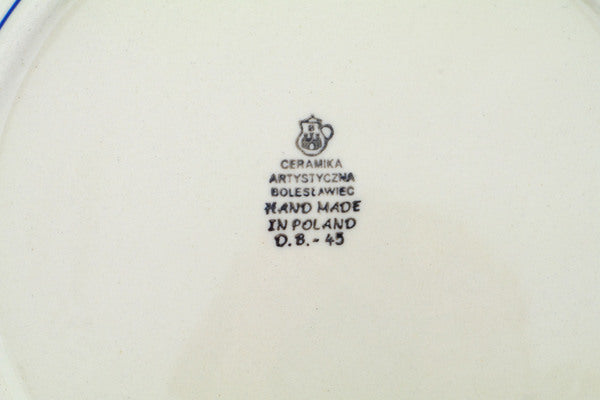 CERAMIKA
ARTYSTYCZNA
BOLESŁAWIEC
HAND MADE
IN POLAND
D.B.-45